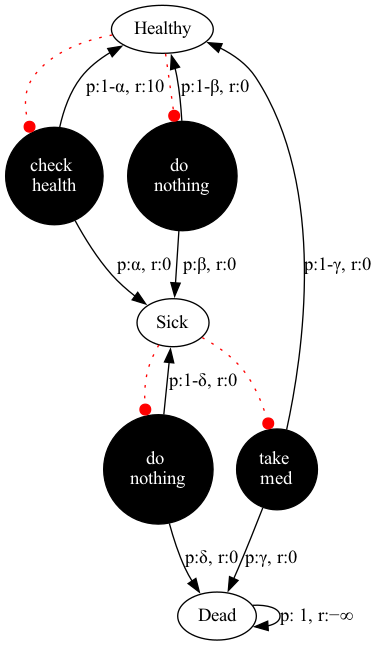 Healthy
p:1-α, r:10
p:1-β, r:0
check
health
do
nothing
p:α, r:0
p:β, r:0
p:1-γ, r:0
Sick
p:1-δ, r:0
do
nothing
take
med
p:δ, r:0
p:γ, r:0
Dead
p: 1, r:−∞